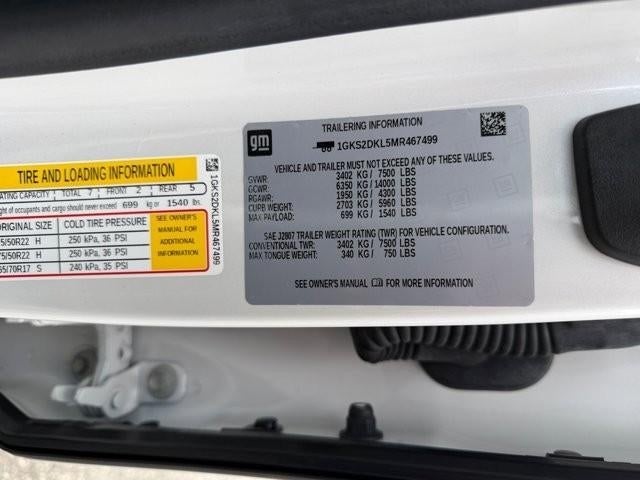 TIRE AND LOADING INFORMATION
CAPACITY TOTAL 7 FRONT 2 REAR 5
of occupants and cargo should never exceed 699 kg or 1540 lbs.
ORIGINAL SIZE COLD TIRE PRESSURE
/50R22 H 250 kPa, 36 PSI
/50R22 H 250 kPa, 36 PSI
/70R17 S 240 kPa, 35 PSI
SEE OWNER'S
MANUAL FOR
ADDITIONAL
INFORMATION
1GKS2DKL5MR467499
gm
TRAILERING INFORMATION
1GKS2DKL5MR467499
VEHICLE AND TRAILER MUST NOT EXCEED ANY OF THESE VALUES.
GVWR: 3402 KG / 7500 LBS
GCWR: 6350 KG / 14000 LBS
RGAWR: 1950 KG / 4300 LBS
CURB WEIGHT: 2703 KG / 5960 LBS
MAX PAYLOAD: 699 KG / 1540 LBS
SAE J2807 TRAILER WEIGHT RATING (TWR) FOR VEHICLE CONFIGURATION.
CONVENTIONAL TWR: 3402 KG / 7500 LBS
MAX TONGUE WEIGHT: 340 KG / 750 LBS
SEE OWNER'S MANUAL FOR MORE INFORMATION